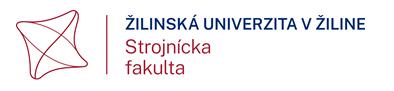 ŽILINSKÁ UNIVERZITA V ŽILINE
Strojnícka
fakulta